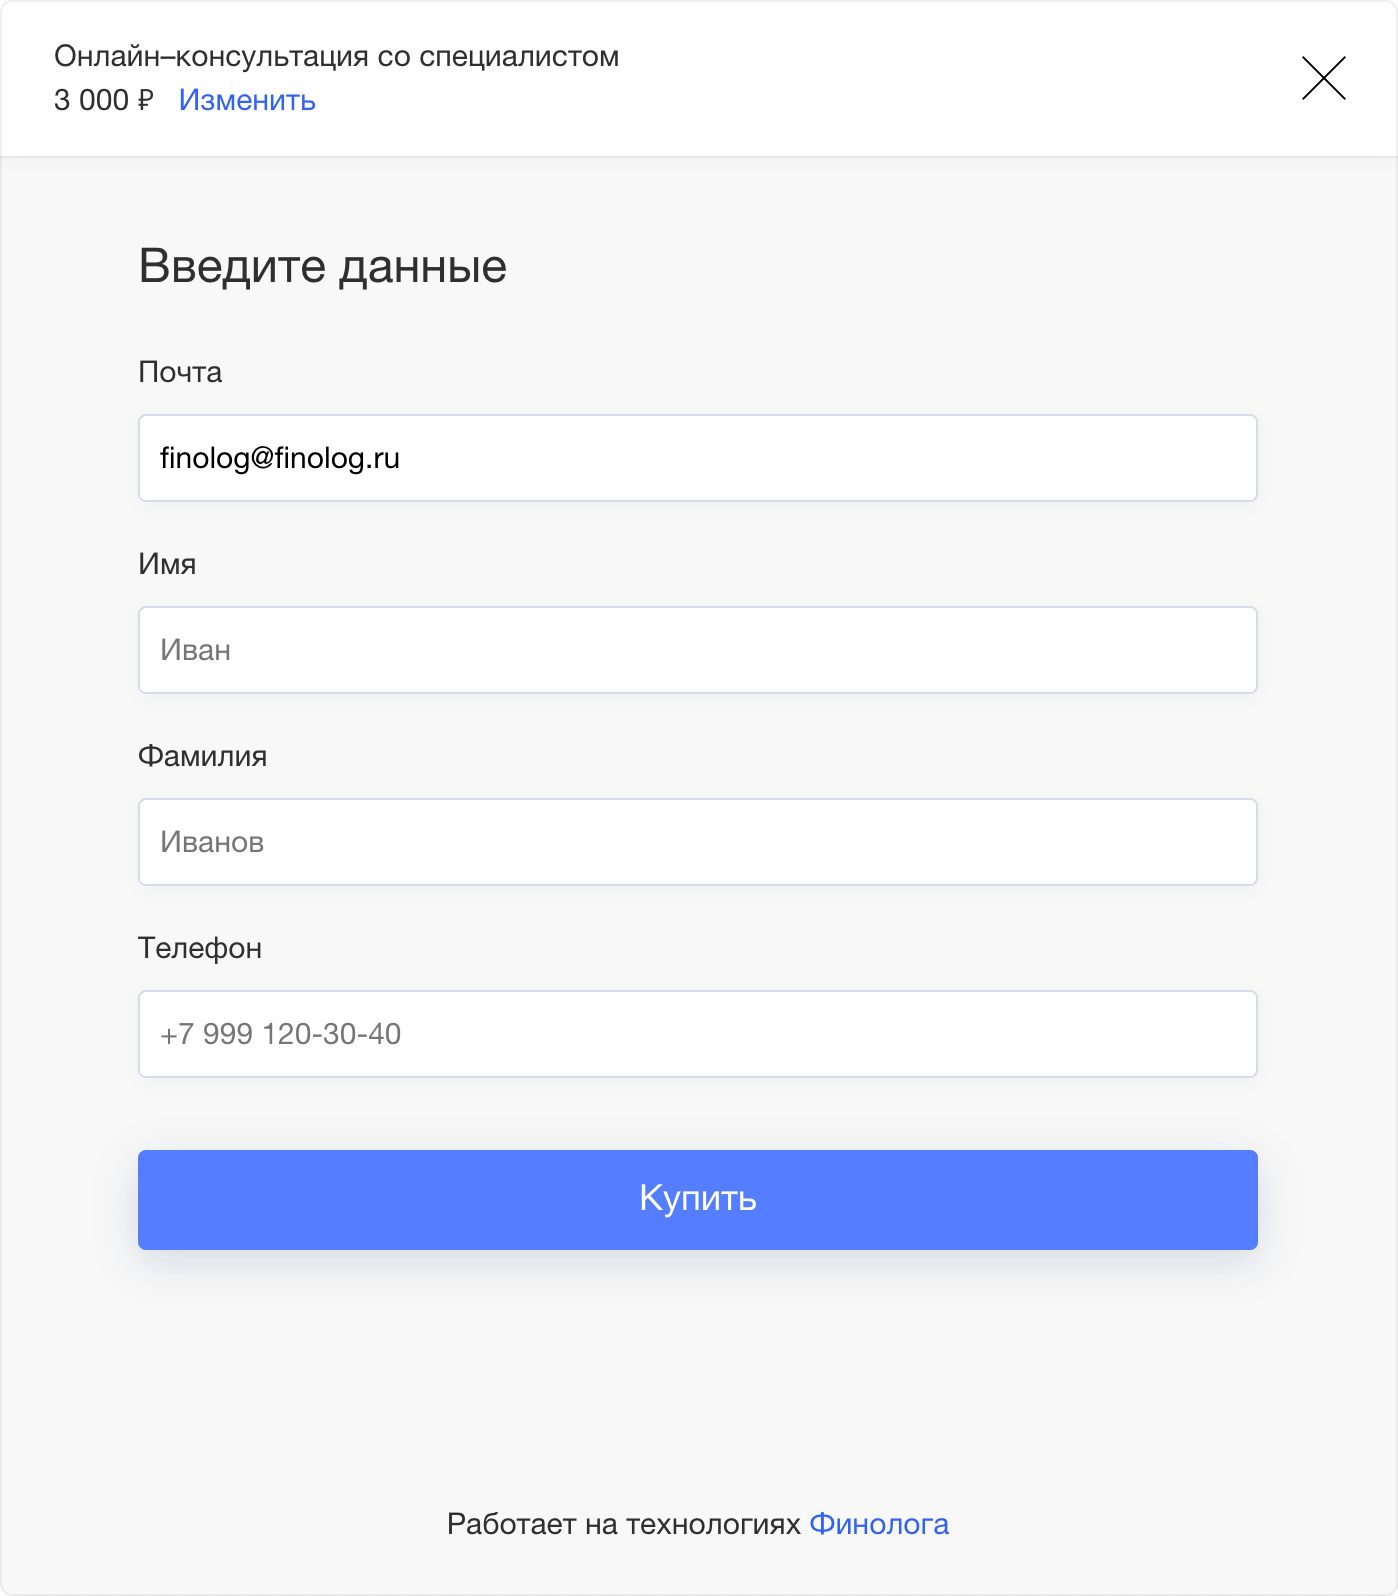 Онлайн–консультация со специалистом
3 000 ₽ Изменить
Введите данные
Почта
finolog@finolog.ru
Имя
Иван
Фамилия
Иванов
Телефон
+7 999 120-30-40
Купить
Работает на технологиях Финолога